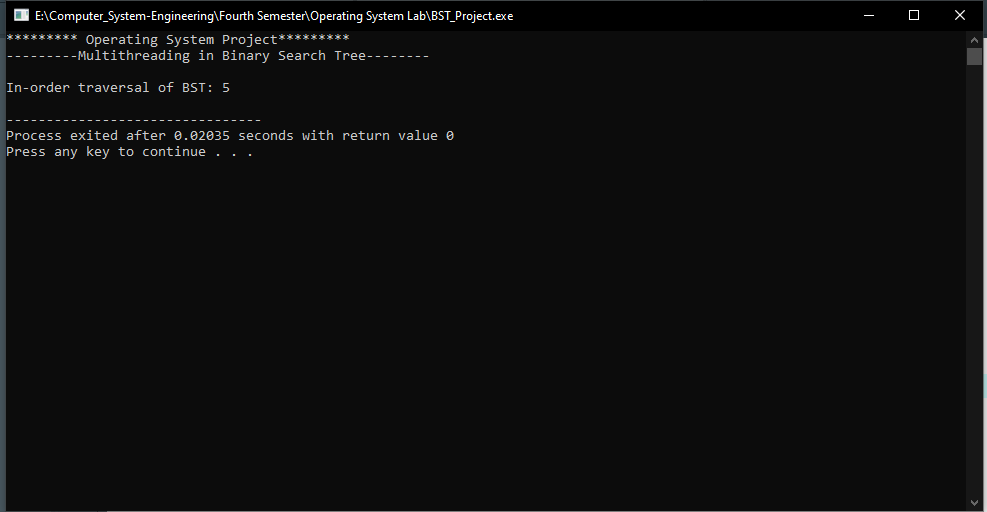 E:\Computer_System-Engineering\Fourth Semester\Operating System Lab\BST_Project.exe
********* Operating System Project*********
---------Multithreading in Binary Search Tree--------
In-order traversal of BST: 5
--------------------------------
Process exited after 0.02035 seconds with return value 0
Press any key to continue . . .